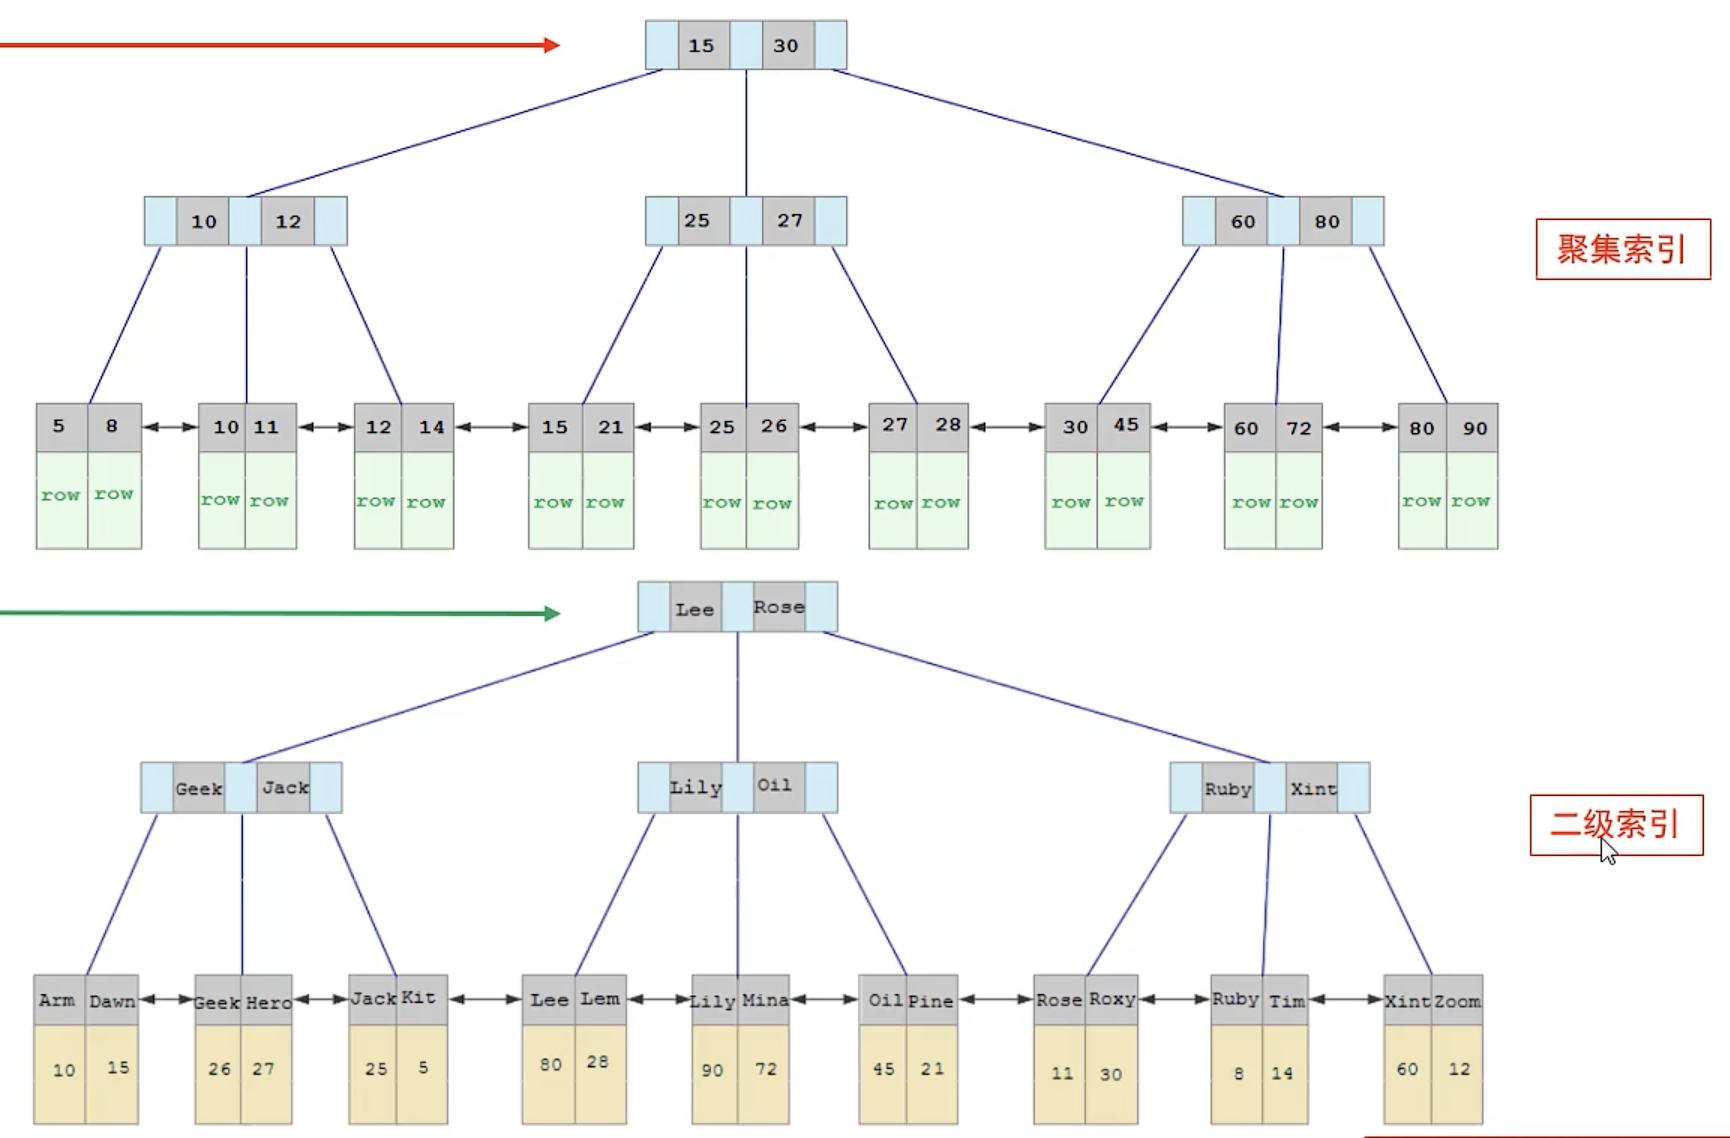 15 30
10 12
25 27
60 80
聚集索引
5 8
10 11
12 14
15 21
25 26
27 28
30 45
60 72
80 90
row row
row row
row row
row row
row row
row row
row row
row row
row row
Lee Rose
Geek Jack
Lily Oil
Ruby Xint
二级索引
Arm Dawn
Geek Hero
Jack Kit
Lee Lem
Lily Mina
Oil Pine
Rose Roxy
Ruby Tim
Xint Zoom
10 15
26 27
25 5
80 28
90 72
45 21
11 30
8 14
60 12